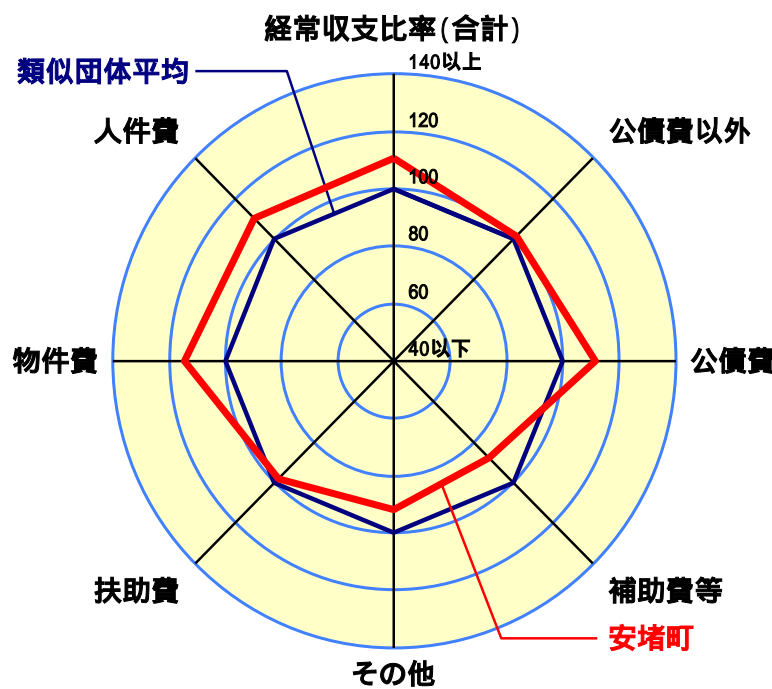 経常収支比率(合計)
類似団体平均
140以上
人件費
120
公債費以外
100
80
60
40以下
物件費
公債費
扶助費
補助費等
安堵町
その他